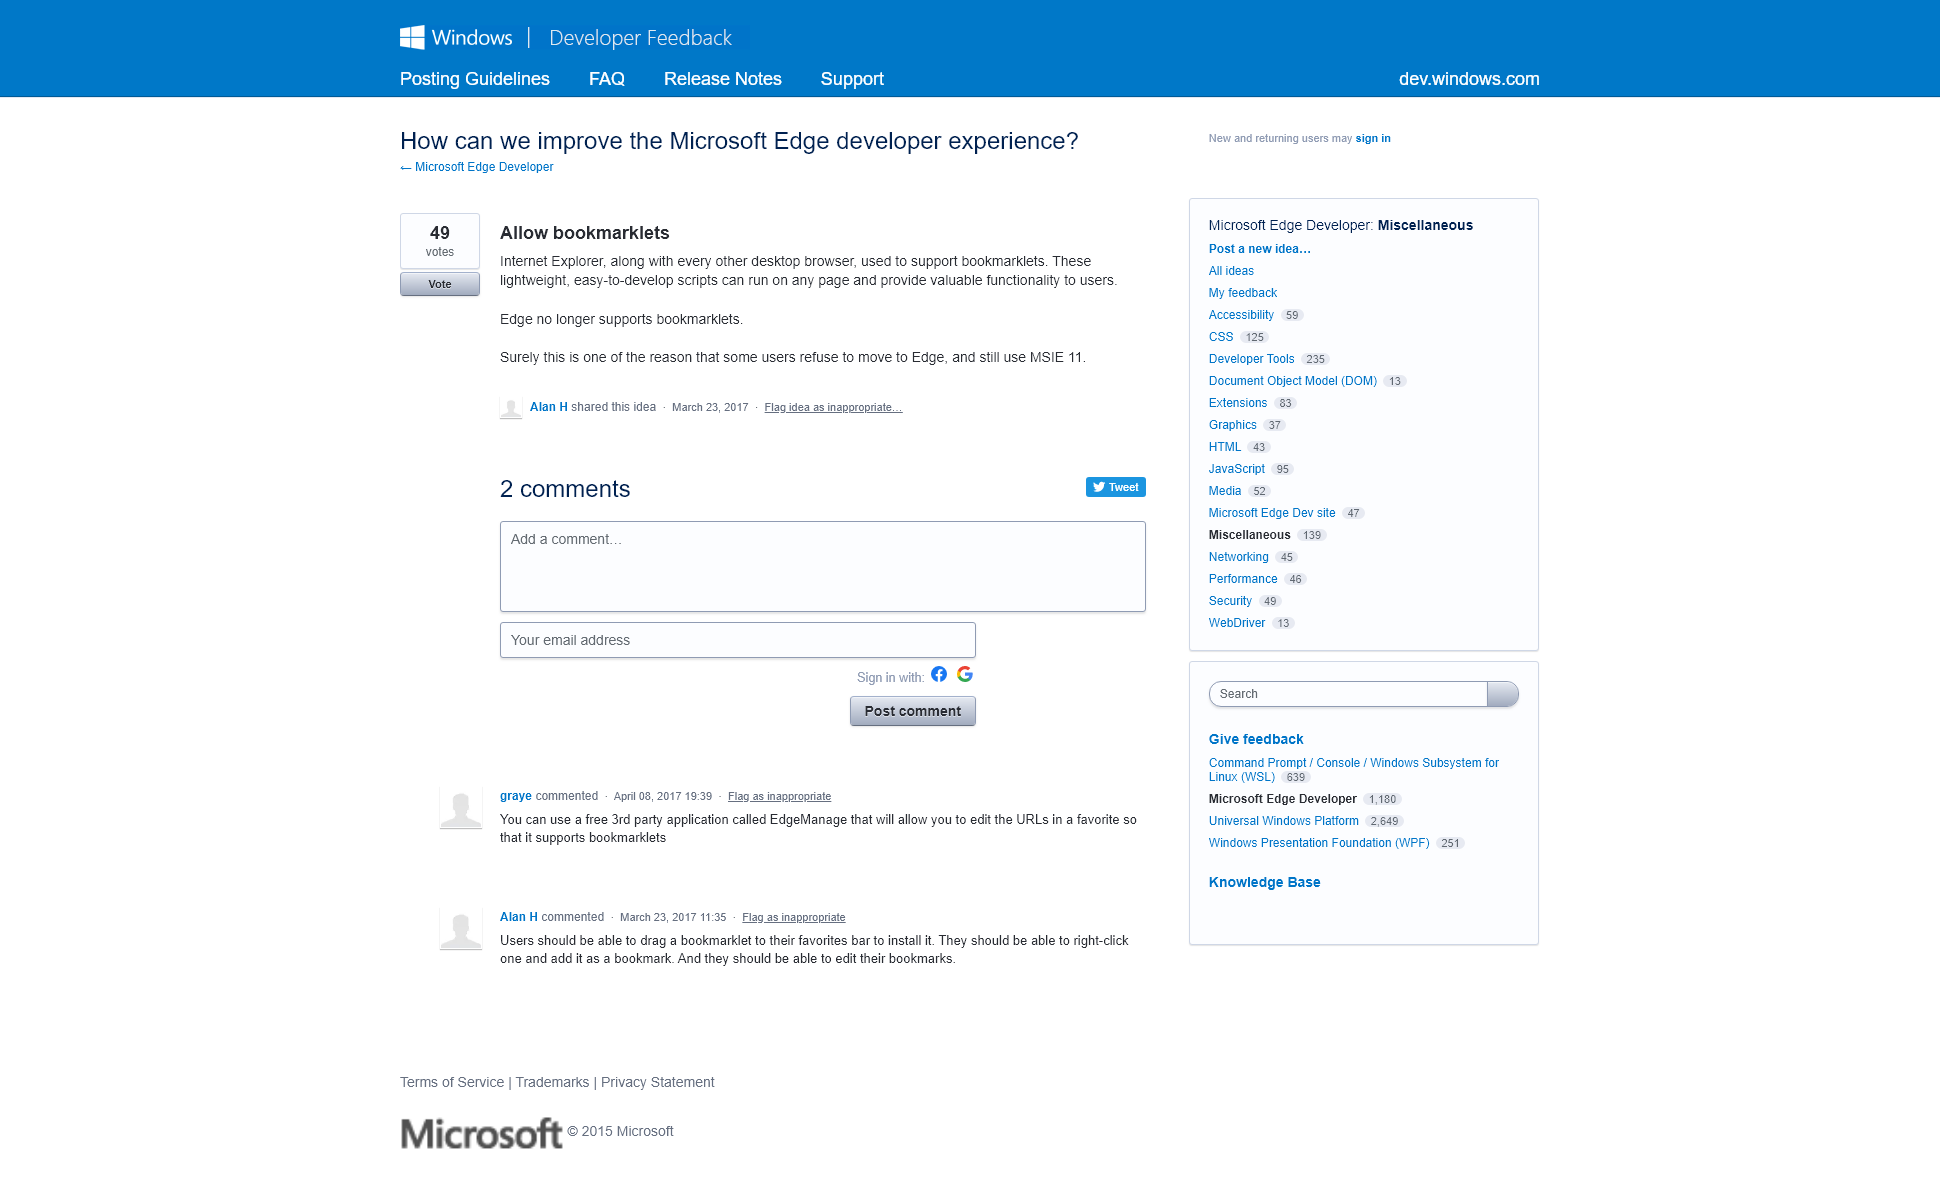 Windows | Developer Feedback
Posting Guidelines FAQ Release Notes Support dev.windows.com
How can we improve the Microsoft Edge developer experience?
← Microsoft Edge Developer
New and returning users may sign in
49
votes
Vote
Allow bookmarklets
Internet Explorer, along with every other desktop browser, used to support bookmarklets. These
lightweight, easy-to-develop scripts can run on any page and provide valuable functionality to users.
Edge no longer supports bookmarklets.
Surely this is one of the reason that some users refuse to move to Edge, and still use MSIE 11.
Alan H shared this idea · March 23, 2017 · Flag idea as inappropriate…
2 comments
Tweet
Add a comment…
Your email address
Sign in with:
Post comment
graye commented · April 08, 2017 19:39 · Flag as inappropriate
You can use a free 3rd party application called EdgeManage that will allow you to edit the URLs in a favorite so
that it supports bookmarklets
Alan H commented · March 23, 2017 11:35 · Flag as inappropriate
Users should be able to drag a bookmarklet to their favorites bar to install it. They should be able to right-click
one and add it as a bookmark. And they should be able to edit their bookmarks.
Microsoft Edge Developer: Miscellaneous
Post a new idea…
All ideas
My feedback
Accessibility 59
CSS 125
Developer Tools 235
Document Object Model (DOM) 13
Extensions 83
Graphics 37
HTML 43
JavaScript 95
Media 52
Microsoft Edge Dev site 47
Miscellaneous 139
Networking 45
Performance 46
Security 49
WebDriver 13
Search
Give feedback
Command Prompt / Console / Windows Subsystem for
Linux (WSL) 639
Microsoft Edge Developer 1,180
Universal Windows Platform 2,649
Windows Presentation Foundation (WPF) 251
Knowledge Base
Terms of Service | Trademarks | Privacy Statement
Microsoft © 2015 Microsoft